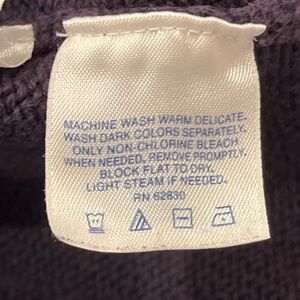 MACHINE WASH WARM DELICATE.
WASH DARK COLORS SEPARATELY.
ONLY NON-CHLORINE BLEACH
WHEN NEEDED. REMOVE PROMPTLY.
BLOCK FLAT TO DRY.
LIGHT STEAM IF NEEDED.
RN 62830